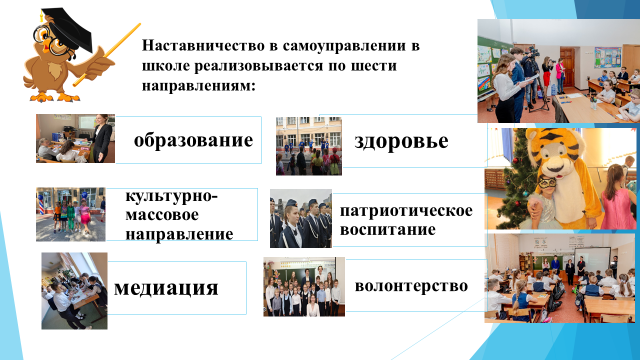 Наставничество в самоуправлении в
школе реализовывается по шести
направлениям:
образование
здоровье
культурно-
массовое
направление
патриотическое
воспитание
медиация
волонтерство